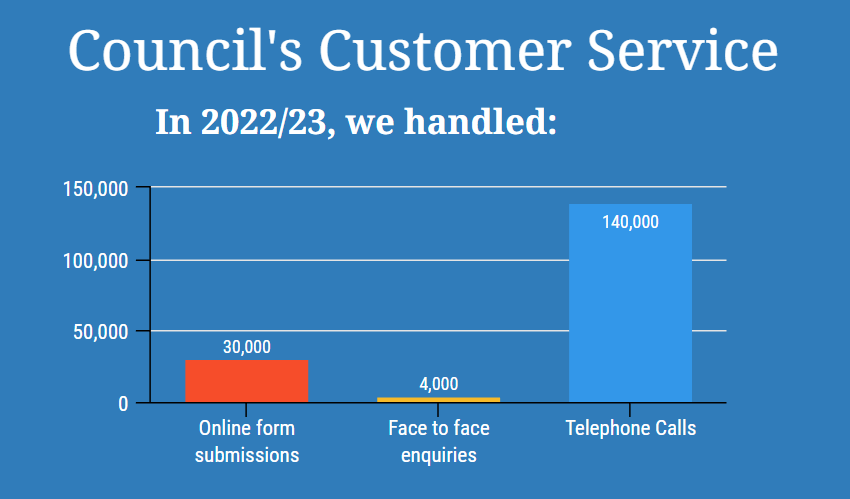 Council's Customer Service
In 2022/23, we handled:
150,000
100,000
50,000
0
30,000
4,000
140,000
Online form
submissions
Face to face
enquiries
Telephone Calls